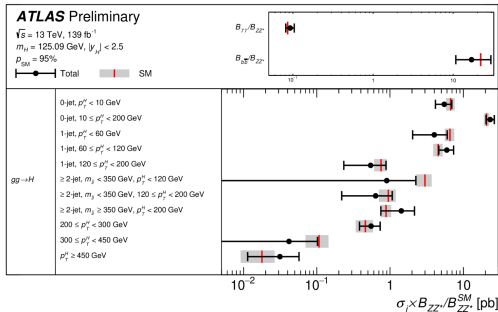 ATLAS Preliminary
√s = 13 TeV, 139 fb⁻¹
m_H = 125.09 GeV, |y_H| < 2.5
p_SM = 95%
Total SM
B_γγ/B_ZZ*
B_bb̄/B_ZZ*
10⁻¹ 1 10
gg→H
0-jet, p_T^H < 10 GeV
0-jet, 10 ≤ p_T^H < 200 GeV
1-jet, p_T^H < 60 GeV
1-jet, 60 ≤ p_T^H < 120 GeV
1-jet, 120 ≤ p_T^H < 200 GeV
≥ 2-jet, m_jj < 350 GeV, p_T^H < 120 GeV
≥ 2-jet, m_jj < 350 GeV, 120 ≤ p_T^H < 200 GeV
≥ 2-jet, m_jj ≥ 350 GeV, p_T^H < 200 GeV
200 ≤ p_T^H < 300 GeV
300 ≤ p_T^H < 450 GeV
p_T^H ≥ 450 GeV
10⁻² 10⁻¹ 1 10
σ_i×B_ZZ*/B_ZZ*^SM [pb]